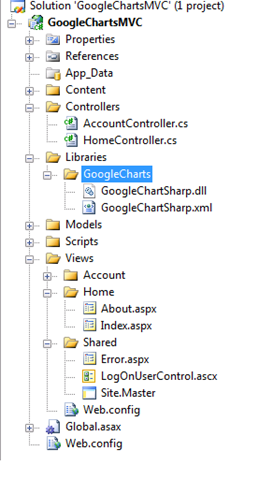 Solution 'GoogleChartsMVC' (1 project)
GoogleChartsMVC
Properties
References
App_Data
Content
Controllers
AccountController.cs
HomeController.cs
Libraries
GoogleCharts
GoogleChartSharp.dll
GoogleChartSharp.xml
Models
Scripts
Views
Account
Home
About.aspx
Index.aspx
Shared
Error.aspx
LogOnUserControl.ascx
Site.Master
Web.config
Global.asax
Web.config